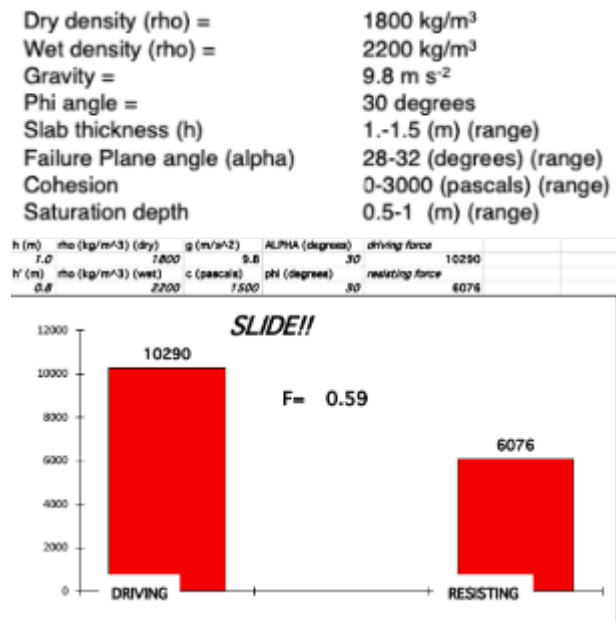 Dry density (rho) = 1800 kg/m³
Wet density (rho) = 2200 kg/m³
Gravity = 9.8 m s⁻²
Phi angle = 30 degrees
Slab thickness (h) 1.-1.5 (m) (range)
Failure Plane angle (alpha) 28-32 (degrees) (range)
Cohesion 0-3000 (pascals) (range)
Saturation depth 0.5-1 (m) (range)
h (m) rho (kg/m^3) (dry) g (m/s^2) ALPHA (degrees) driving force
1.0 1800 9.8 30 10290
h' (m) rho (kg/m^3) (wet) c (pascals) phi (degrees) resisting force
0.8 2200 1500 30 6076
SLIDE!!
12000
10290
10000
F= 0.59
8000
6076
6000
4000
2000
0
DRIVING RESISTING